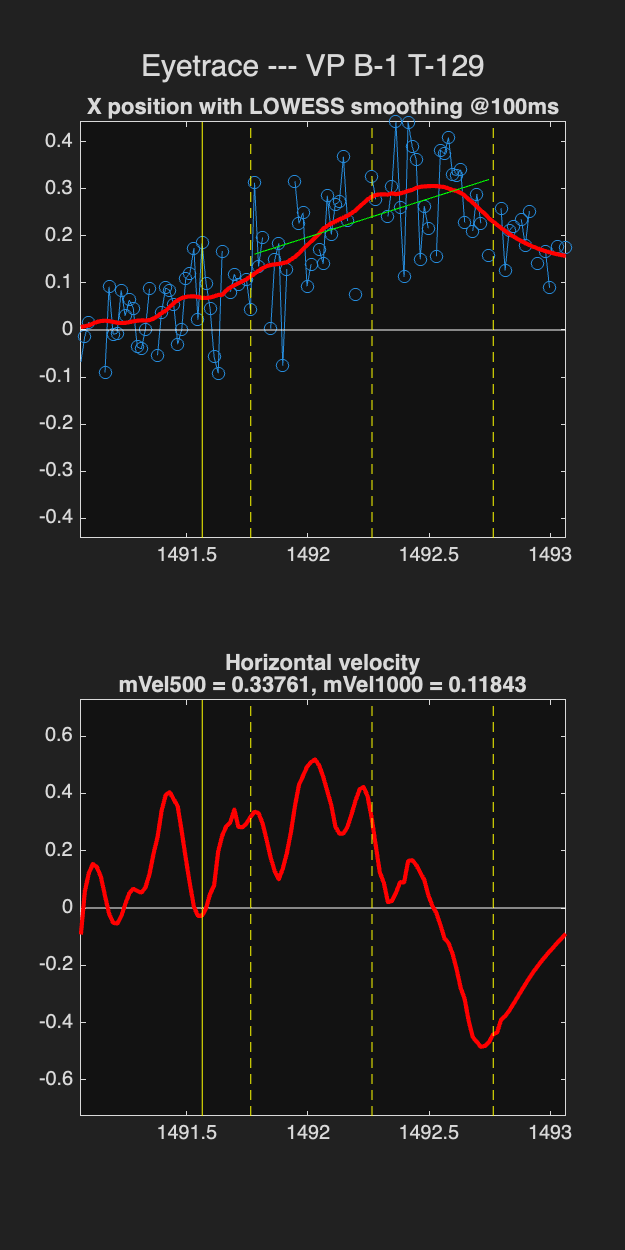 Eyetrace --- VP B-1 T-129
X position with LOWESS smoothing @100ms
0.4
0.3
0.2
0.1
0
-0.1
-0.2
-0.3
-0.4
1491.5 1492 1492.5 1493
Horizontal velocity
mVel500 = 0.33761, mVel1000 = 0.11843
0.6
0.4
0.2
0
-0.2
-0.4
-0.6
1491.5 1492 1492.5 1493